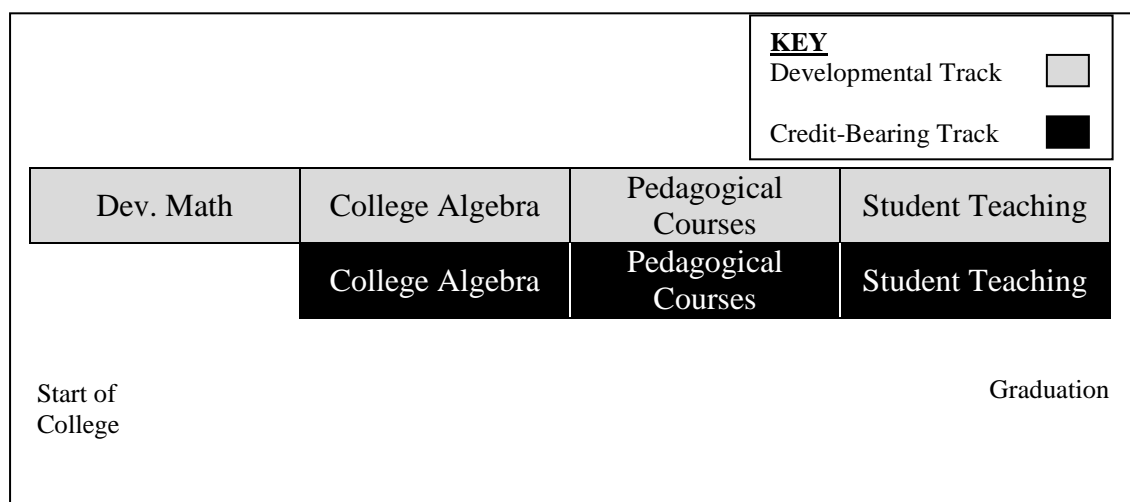 KEY
Developmental Track
Credit-Bearing Track
Dev. Math
College Algebra
Pedagogical
Courses
Student Teaching
College Algebra
Pedagogical
Courses
Student Teaching
Start of
College
Graduation